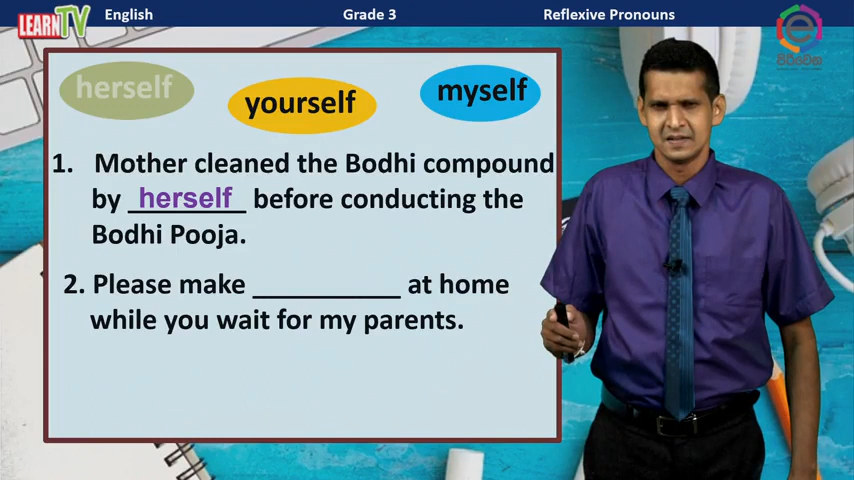 LEARN TV
English
Grade 3
Reflexive Pronouns
herself
yourself
myself
1. Mother cleaned the Bodhi compound
by herself before conducting the
Bodhi Pooja.
2. Please make __________ at home
while you wait for my parents.